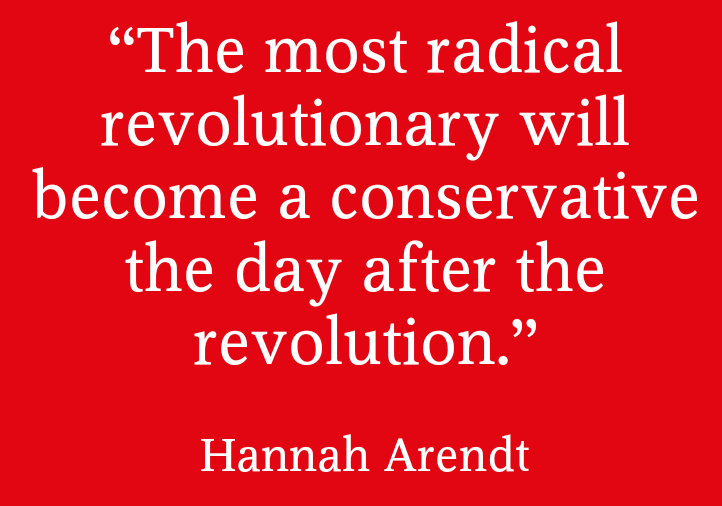 “The most radical
revolutionary will
become a conservative
the day after the
revolution.”
Hannah Arendt